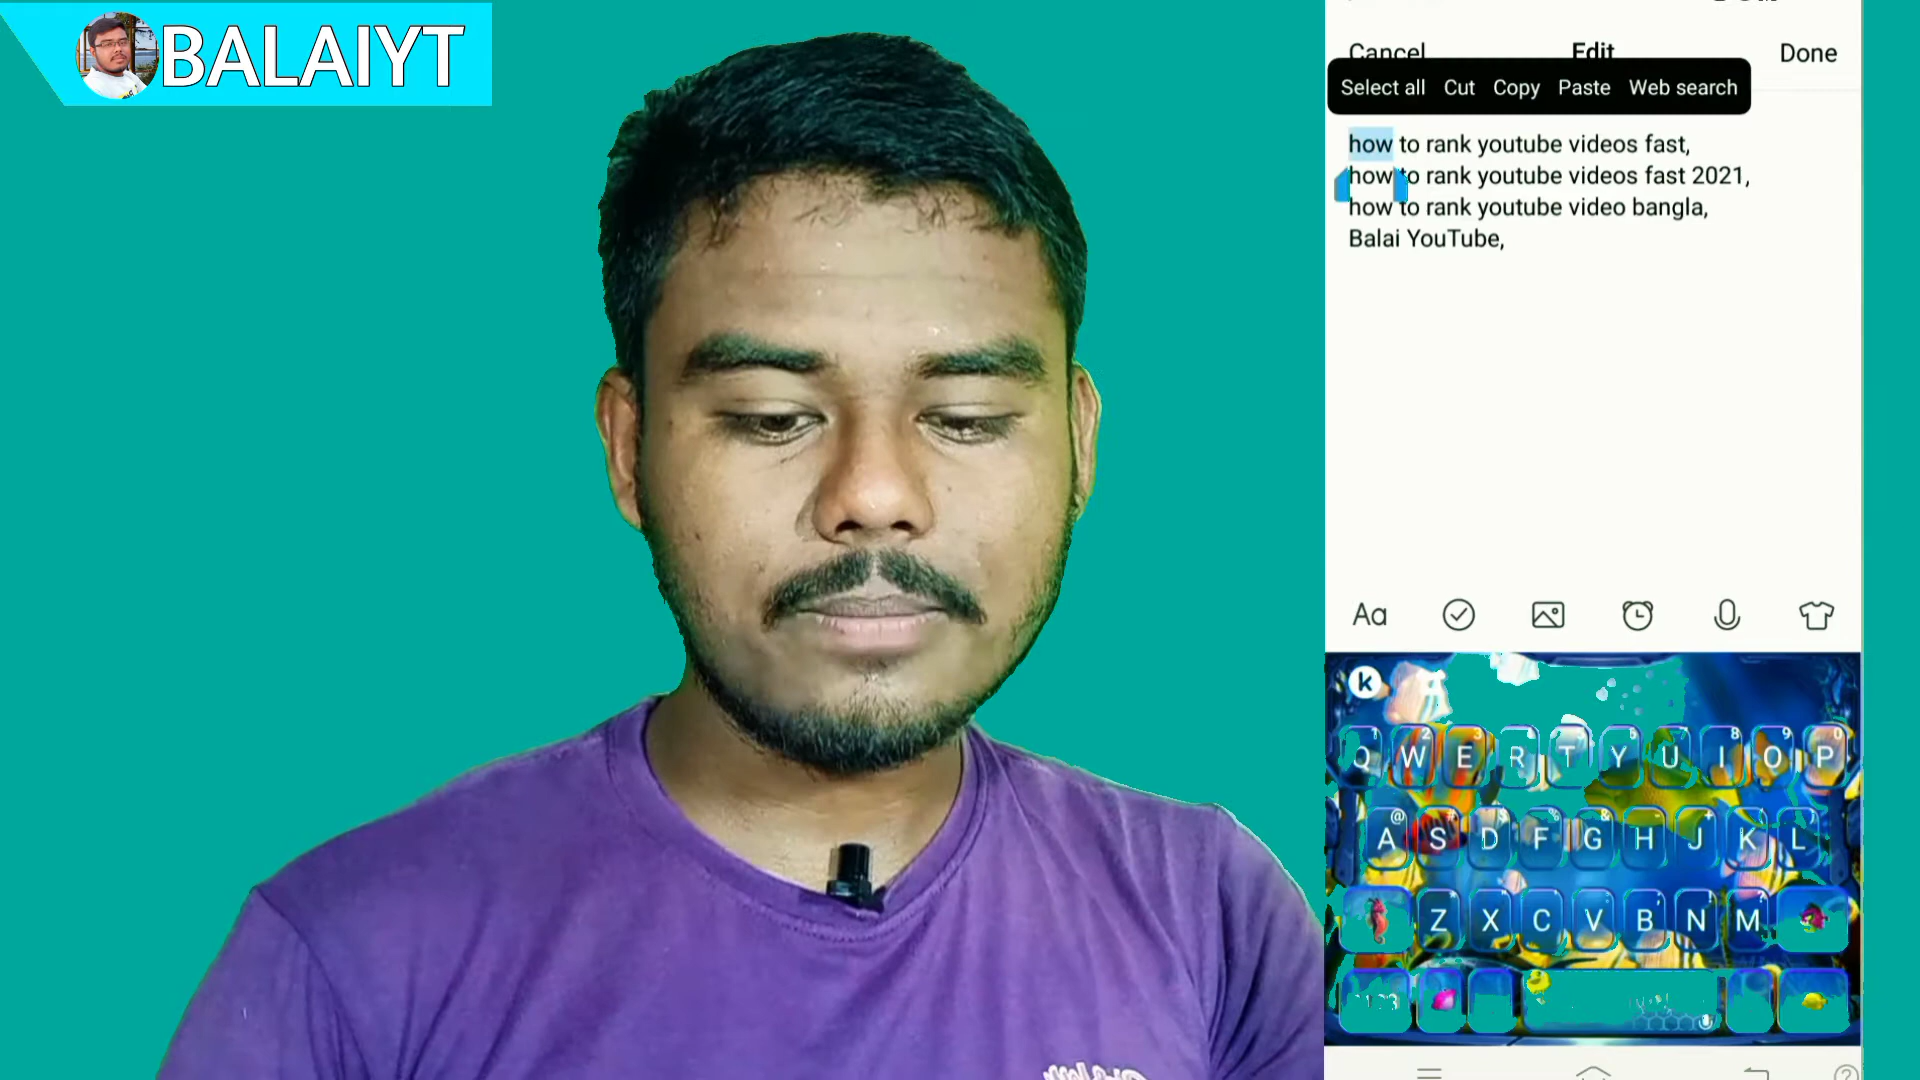 BALAIYT
Cancel Edit Done
Select all Cut Copy Paste Web search
how to rank youtube videos fast,
how to rank youtube videos fast 2021,
how to rank youtube video bangla,
Balai YouTube,
Aa
k
Q W E R T Y U I O P
A S D F G H J K L
Z X C V B N M